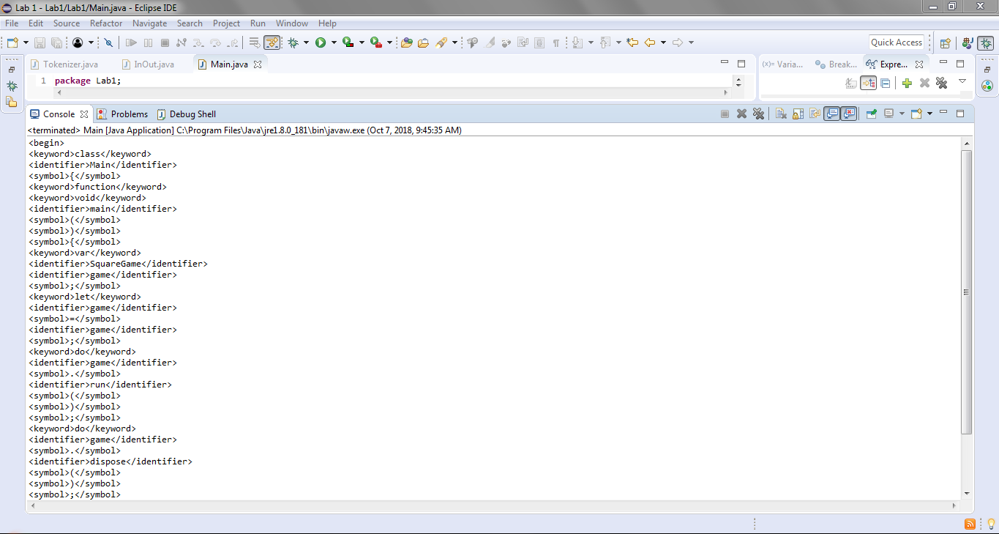 Lab 1 - Lab1/Lab1/Main.java - Eclipse IDE
File Edit Source Refactor Navigate Search Project Run Window Help
Quick Access
Tokenizer.java InOut.java Main.java (x)= Varia... Break... Expre...
1 package Lab1;
Console Problems Debug Shell
<terminated> Main [Java Application] C:\Program Files\Java\jre1.8.0_181\bin\javaw.exe (Oct 7, 2018, 9:45:35 AM)
<begin>
<keyword>class</keyword>
<identifier>Main</identifier>
<symbol>{</symbol>
<keyword>function</keyword>
<keyword>void</keyword>
<identifier>main</identifier>
<symbol>(</symbol>
<symbol>)</symbol>
<symbol>{</symbol>
<keyword>var</keyword>
<identifier>SquareGame</identifier>
<identifier>game</identifier>
<symbol>;</symbol>
<keyword>let</keyword>
<identifier>game</identifier>
<symbol>=</symbol>
<identifier>game</identifier>
<symbol>;</symbol>
<keyword>do</keyword>
<identifier>game</identifier>
<symbol>.</symbol>
<identifier>run</identifier>
<symbol>(</symbol>
<symbol>)</symbol>
<symbol>;</symbol>
<keyword>do</keyword>
<identifier>game</identifier>
<symbol>.</symbol>
<identifier>dispose</identifier>
<symbol>(</symbol>
<symbol>)</symbol>
<symbol>;</symbol>